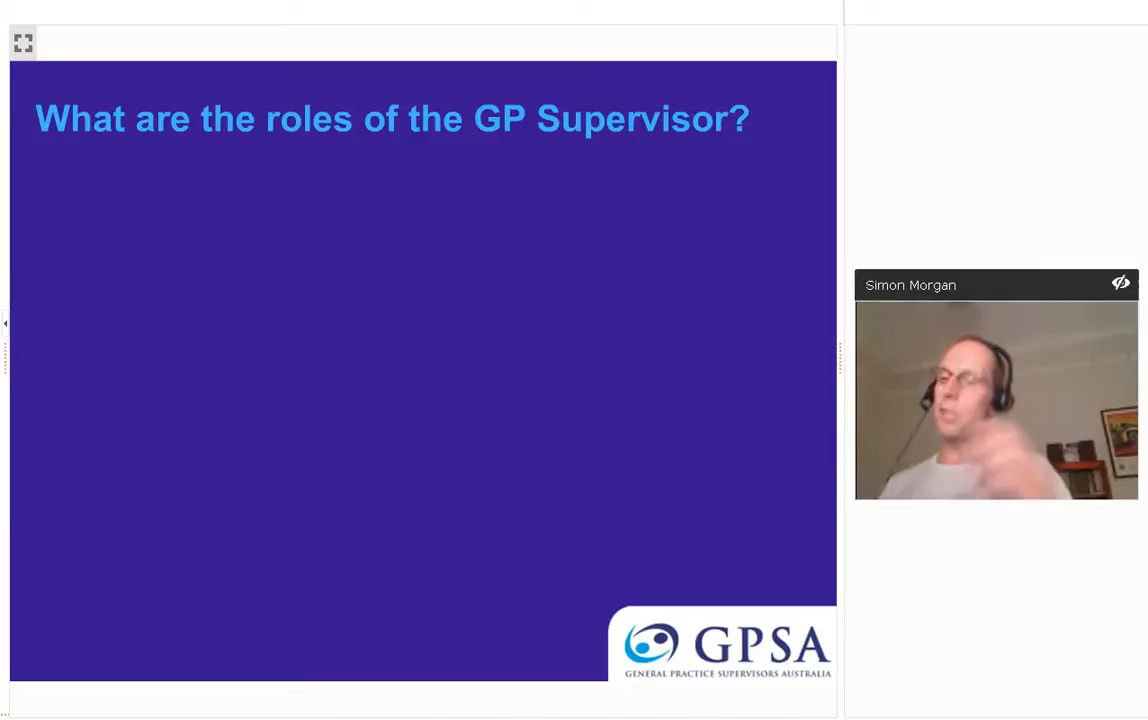 What are the roles of the GP Supervisor?
Simon Morgan
GPSA
GENERAL PRACTICE SUPERVISORS AUSTRALIA